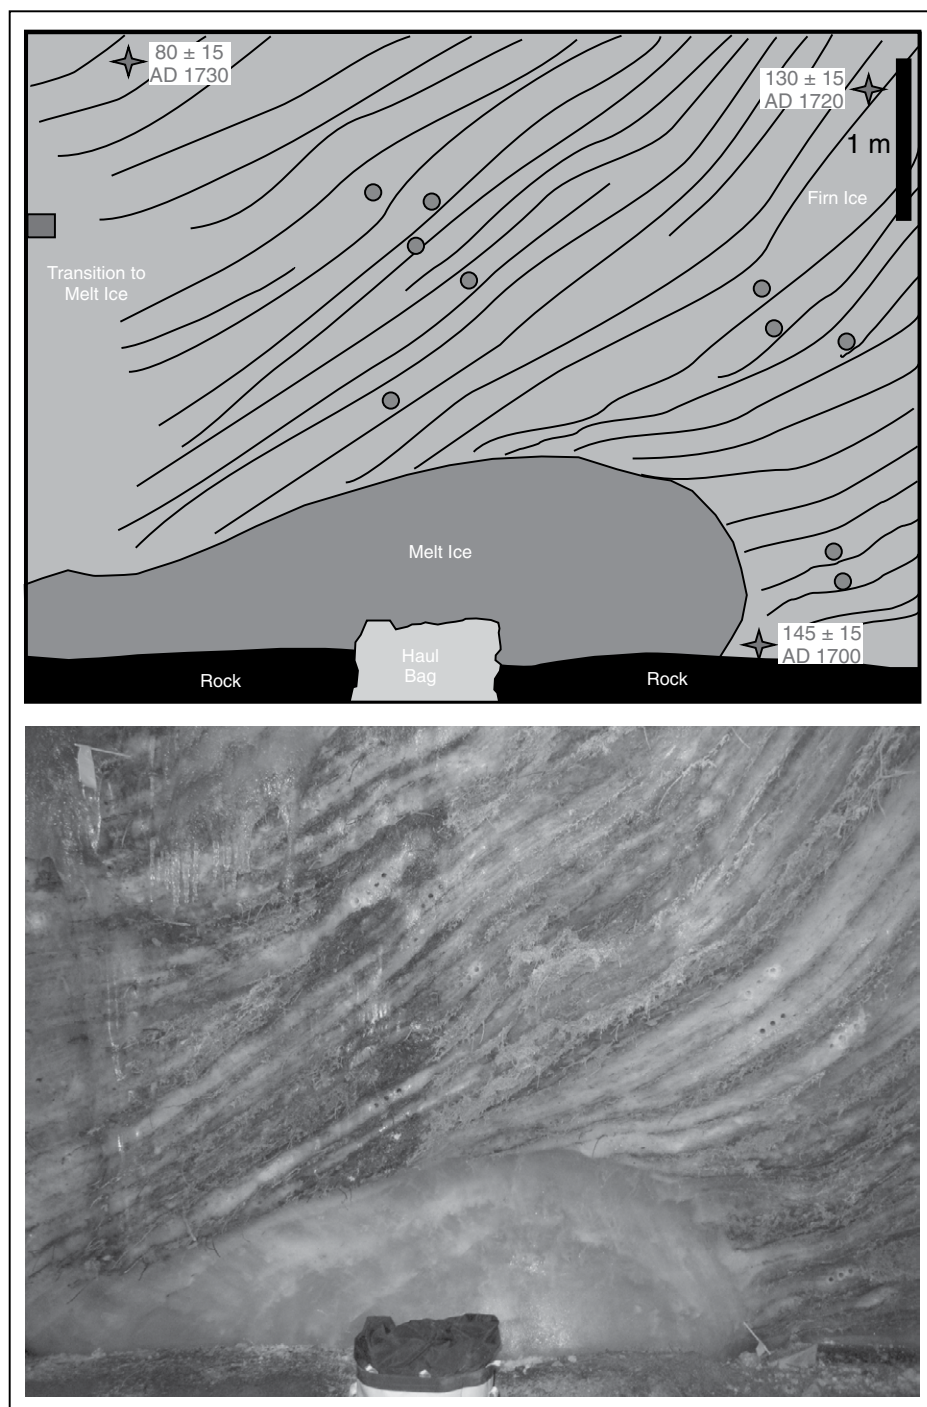 80 ± 15
AD 1730
130 ± 15
AD 1720
1 m
Firn Ice
Transition to
Melt Ice
Melt Ice
145 ± 15
AD 1700
Haul
Bag
Rock
Rock